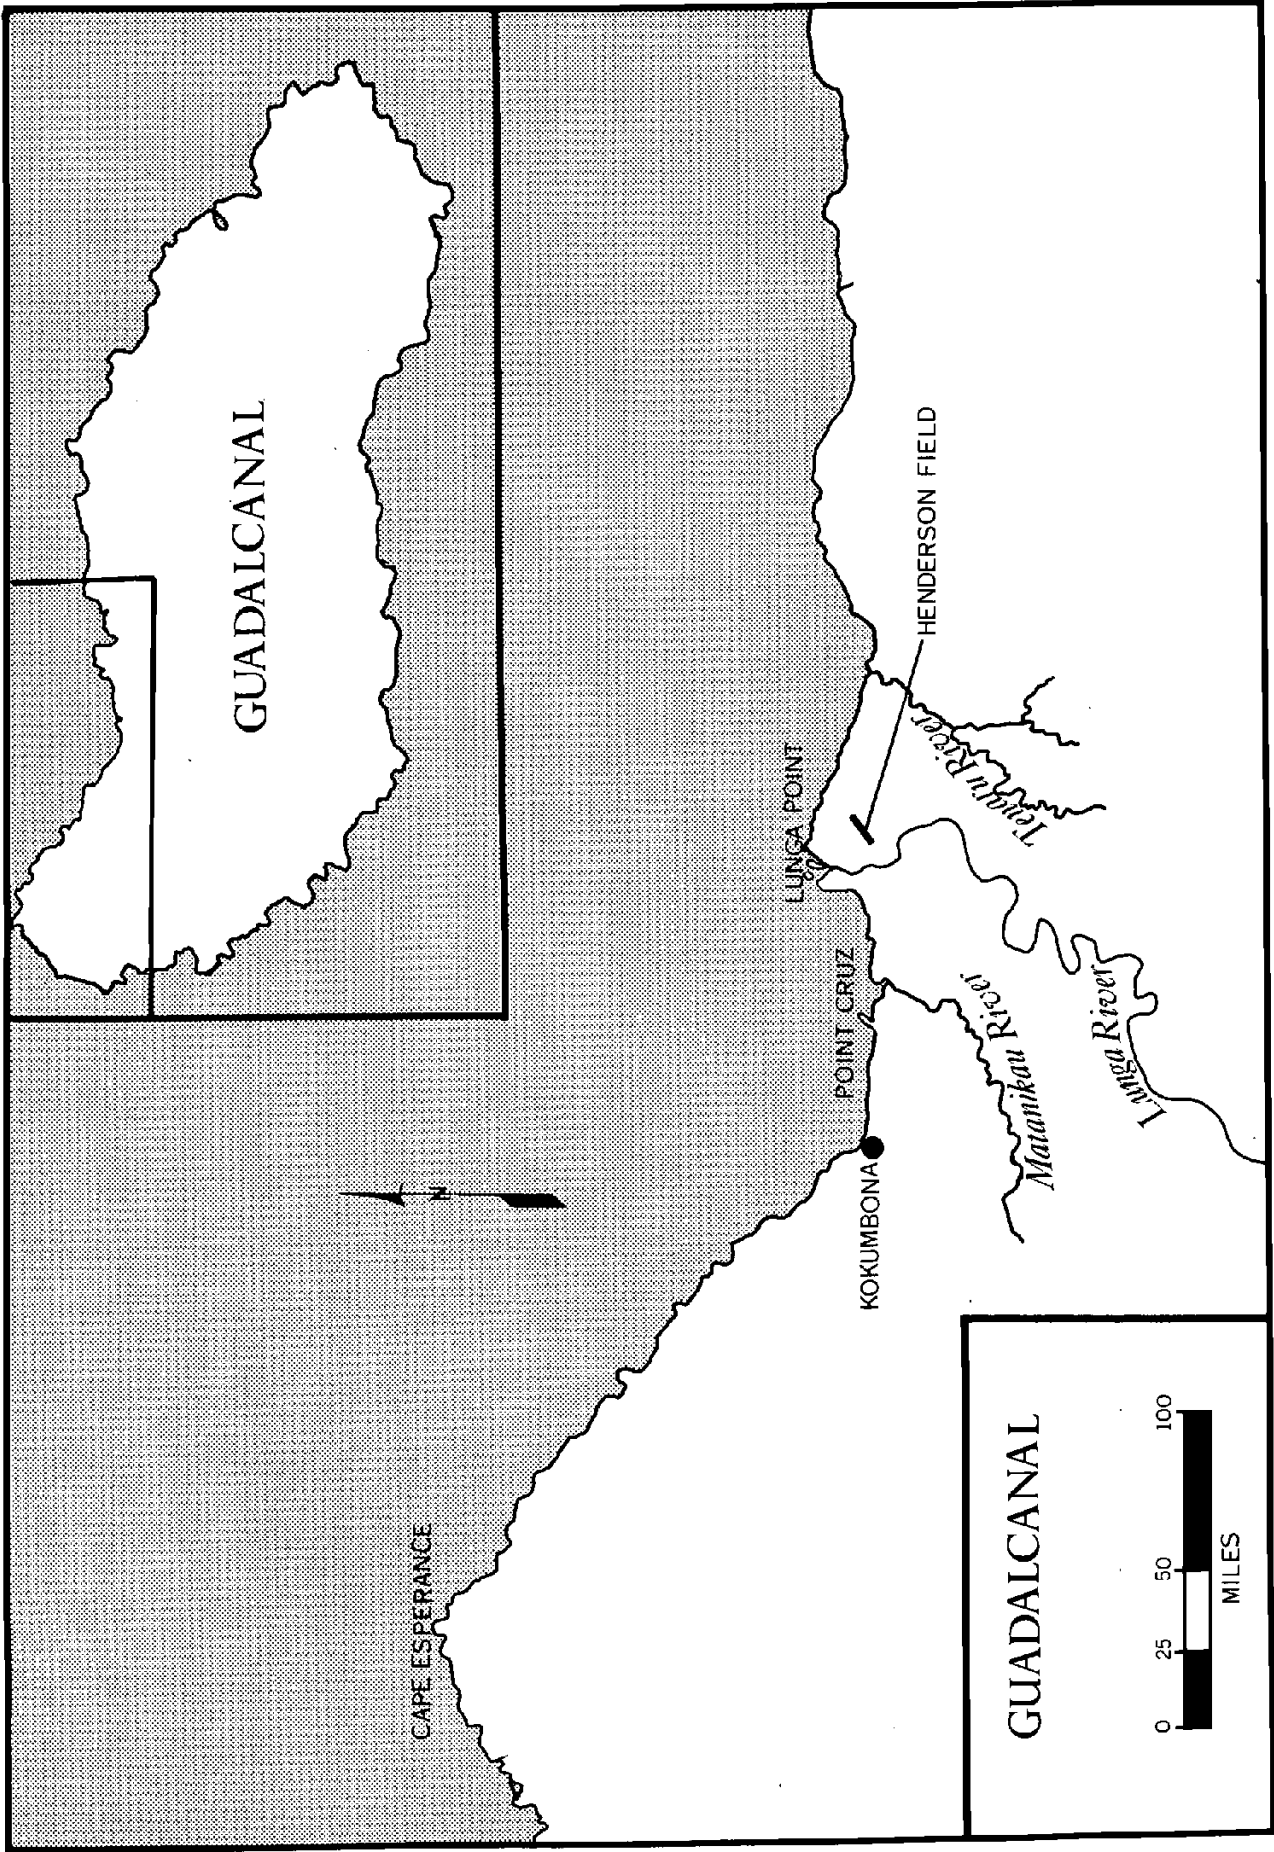 GUADALCANAL
CAPE ESPERANCE
N
LUNGA POINT
POINT CRUZ
KOKUMBONA
HENDERSON FIELD
Tenaru River
Matanikau River
Lunga River
GUADALCANAL
0 25 50 100
MILES